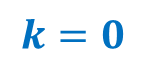 k = 0